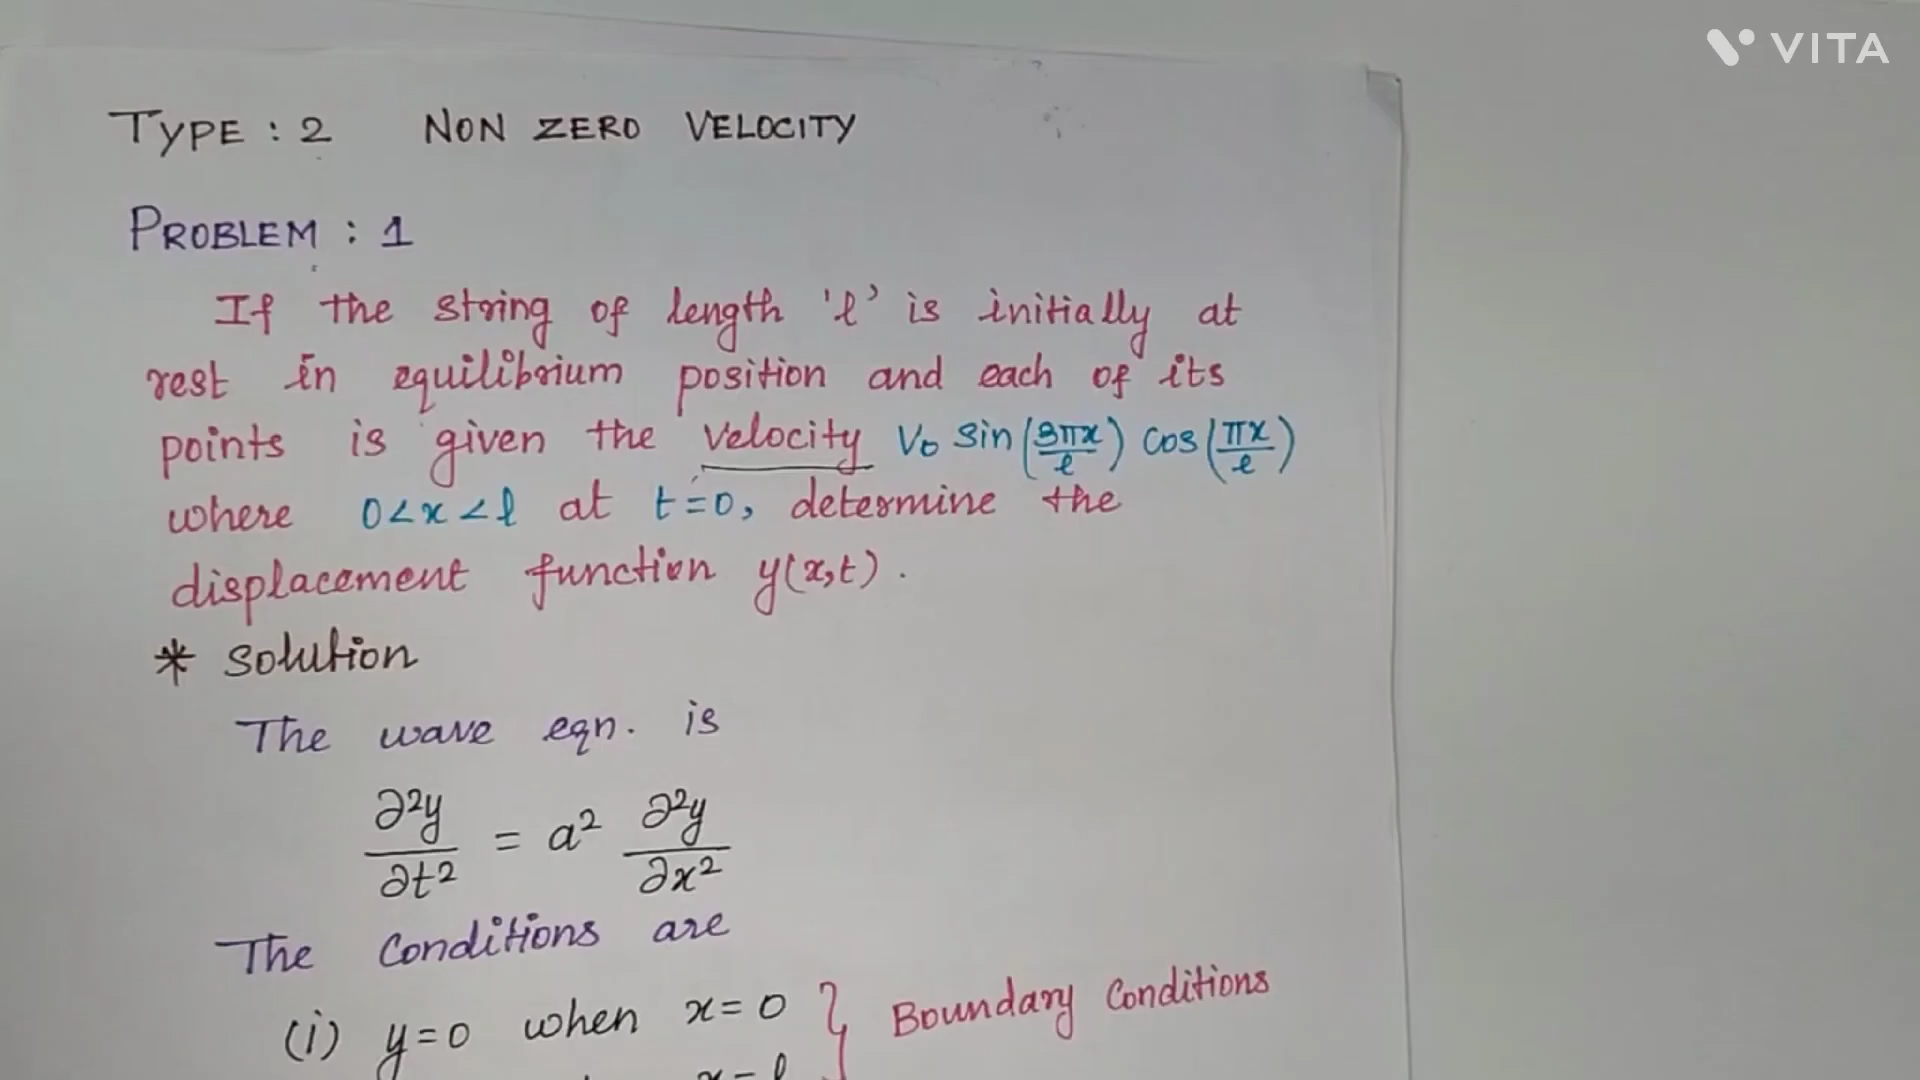 VITA
TYPE : 2 NON ZERO VELOCITY
PROBLEM : 1
If the string of length 'l' is initially at
rest in equilibrium position and each of its
points is given the velocity V₀ sin(3πx/l) cos(πx/l)
where 0<x<l at t=0, determine the
displacement function y(x,t).
* Solution
The wave eqn. is
∂²y/∂t² = a² ∂²y/∂x²
The Conditions are
(i) y=0 when x=0 } Boundary Conditions
x=l